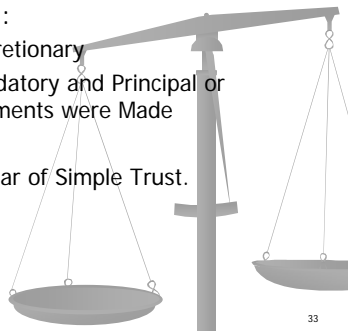 :
retionary
datory and Principal or
ments were Made
ar of Simple Trust.
33